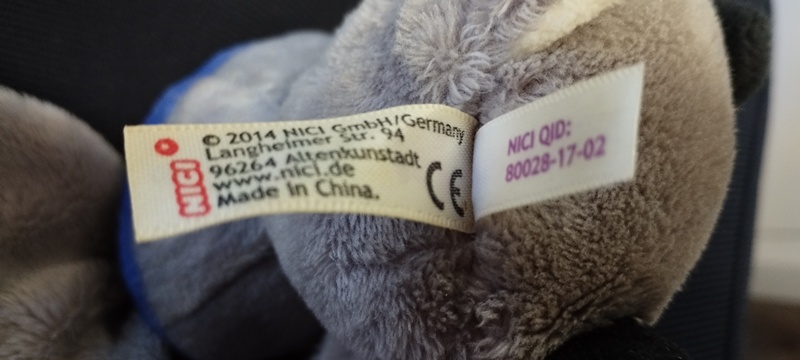 NICI
© 2014 NICI GmbH/Germany
Langheimer Str. 94
96264 Altenkunstadt
www.nici.de
Made in China.
CE
NICI QID:
80028-17-02